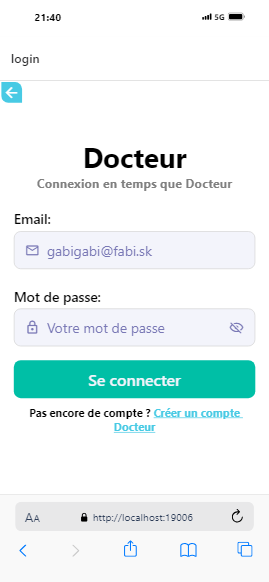 21:40
5G
login
Docteur
Connexion en temps que Docteur
Email:
gabigabi@fabi.sk
Mot de passe:
Votre mot de passe
Se connecter
Pas encore de compte ? Créer un compte
Docteur
AA http://localhost:19006